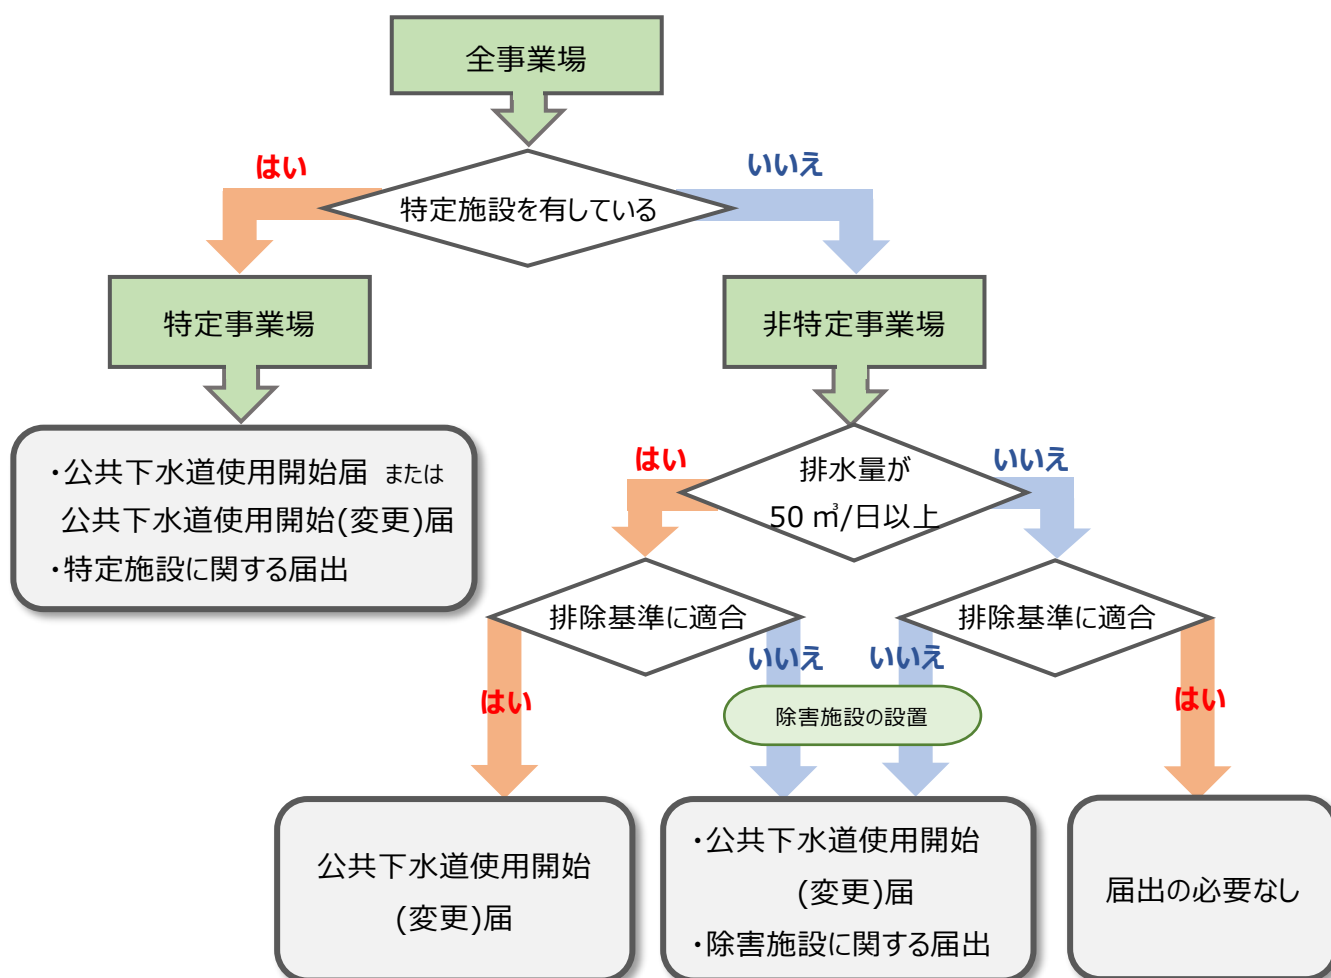 全事業場
はい
いいえ
特定施設を有している
特定事業場
非特定事業場
・公共下水道使用開始届 または
公共下水道使用開始(変更)届
・特定施設に関する届出
はい
いいえ
排水量が
50 ㎥/日以上
排除基準に適合
排除基準に適合
いいえ
いいえ
はい
除害施設の設置
はい
公共下水道使用開始
(変更)届
・公共下水道使用開始
(変更)届
・除害施設に関する届出
届出の必要なし